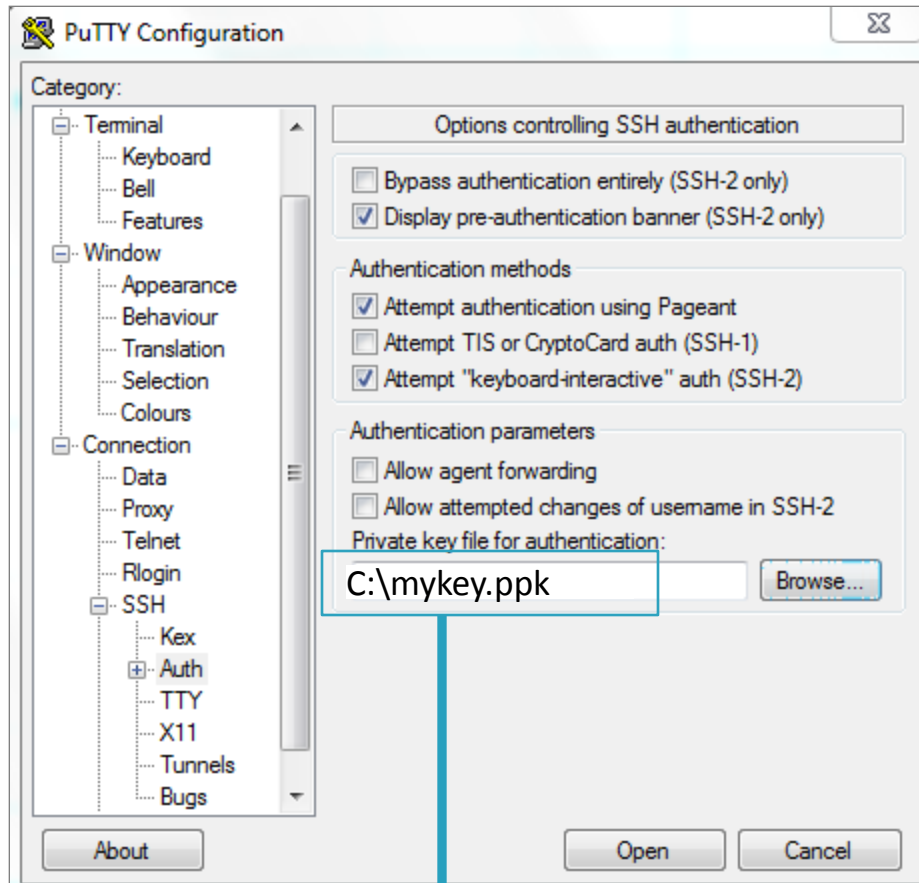 PuTTY Configuration
Category:
Terminal
Keyboard
Bell
Features
Window
Appearance
Behaviour
Translation
Selection
Colours
Connection
Data
Proxy
Telnet
Rlogin
SSH
Kex
Auth
TTY
X11
Tunnels
Bugs
Options controlling SSH authentication
Bypass authentication entirely (SSH-2 only)
Display pre-authentication banner (SSH-2 only)
Authentication methods
Attempt authentication using Pageant
Attempt TIS or CryptoCard auth (SSH-1)
Attempt "keyboard-interactive" auth (SSH-2)
Authentication parameters
Allow agent forwarding
Allow attempted changes of username in SSH-2
Private key file for authentication:
C:\mykey.ppk
Browse...
About
Open
Cancel